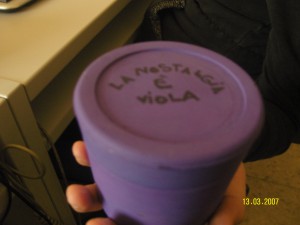 LA NOSTALGIA
È
VIOLA
13.03.2007